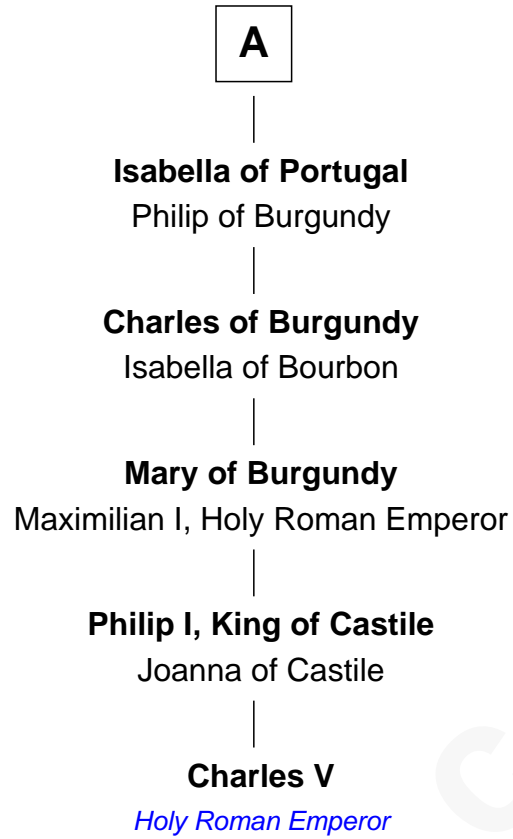 A
Isabella of Portugal
Philip of Burgundy
Charles of Burgundy
Isabella of Bourbon
Mary of Burgundy
Maximilian I, Holy Roman Emperor
Philip I, King of Castile
Joanna of Castile
Charles V
Holy Roman Emperor